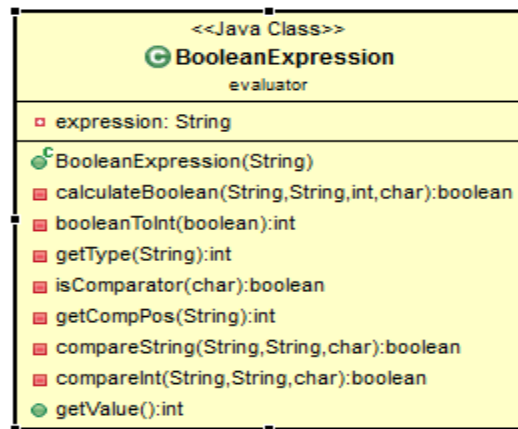 <<Java Class>>
C BooleanExpression
evaluator
expression: String
C BooleanExpression(String)
calculateBoolean(String,String,int,char):boolean
booleanToInt(boolean):int
getType(String):int
isComparator(char):boolean
getCompPos(String):int
compareString(String,String,char):boolean
compareInt(String,String,char):boolean
getValue():int